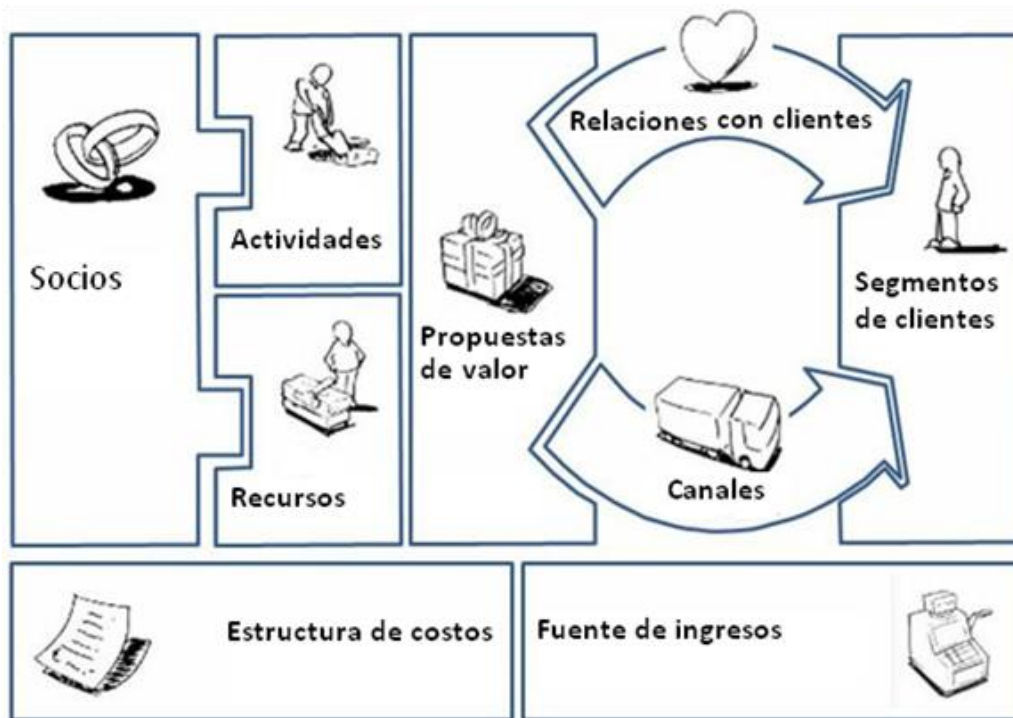 Socios
Actividades
Recursos
Propuestas
de valor
Relaciones con clientes
Canales
Segmentos
de clientes
Estructura de costos
Fuente de ingresos